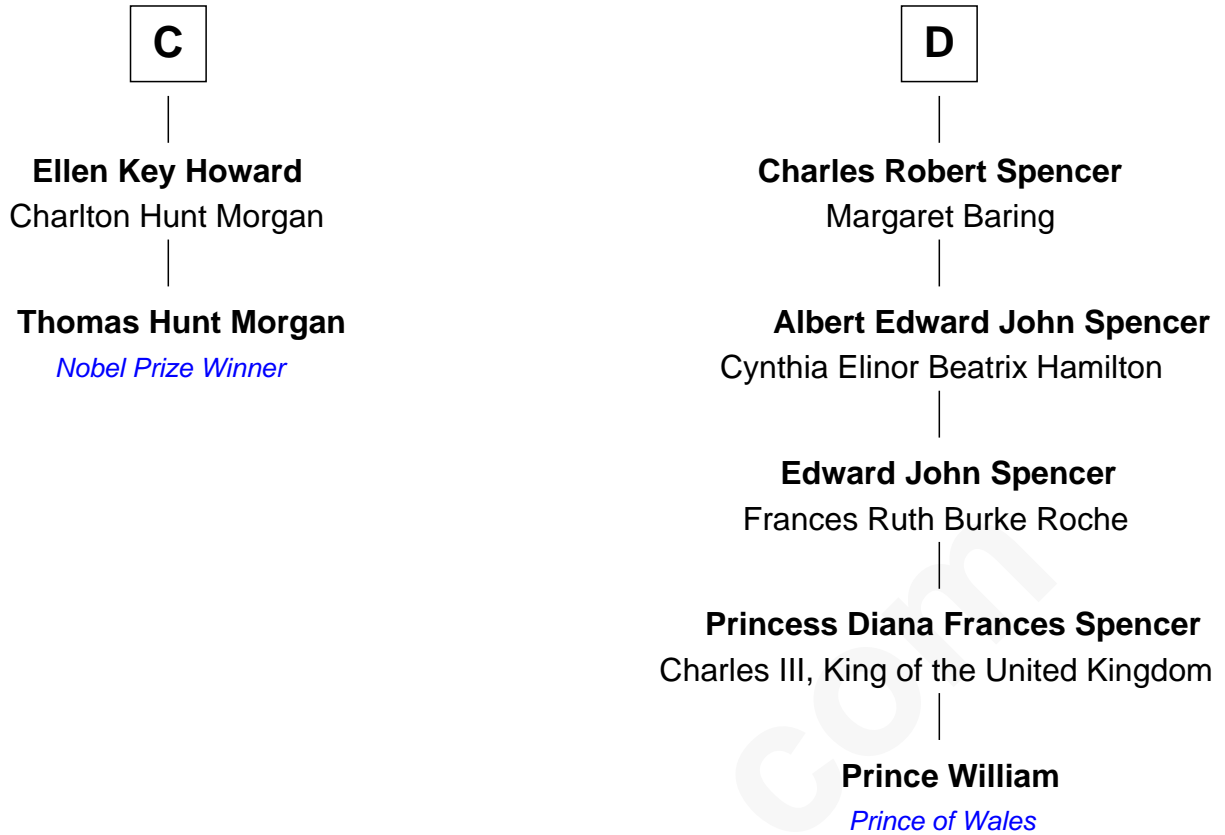 C
Ellen Key Howard
Charlton Hunt Morgan
Thomas Hunt Morgan
Nobel Prize Winner
D
Charles Robert Spencer
Margaret Baring
Albert Edward John Spencer
Cynthia Elinor Beatrix Hamilton
Edward John Spencer
Frances Ruth Burke Roche
Princess Diana Frances Spencer
Charles III, King of the United Kingdom
Prince William
Prince of Wales
com